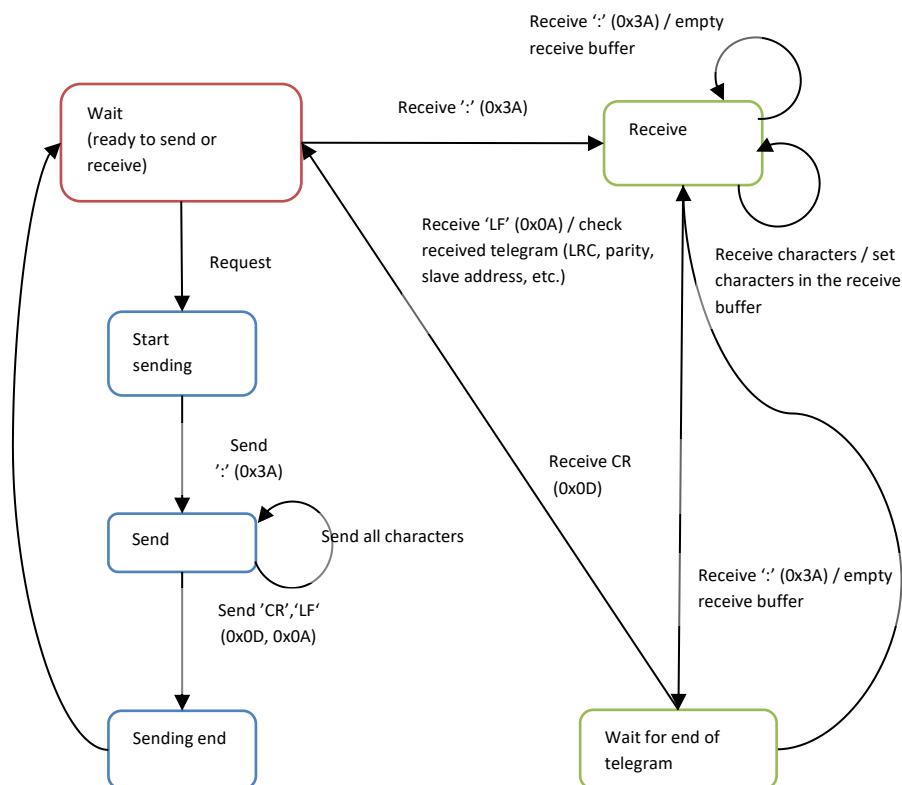 Receive ‘:’ (0x3A) / empty
receive buffer
Wait
(ready to send or
receive)
Receive ’:’ (0x3A)
Receive
Receive ‘LF’ (0x0A) / check
received telegram (LRC, parity,
slave address, etc.)
Receive characters / set
characters in the receive
buffer
Request
Start
sending
Send
’:’ (0x3A)
Receive CR
(0x0D)
Send
Send all characters
Send ’CR’,‘LF‘
(0x0D, 0x0A)
Receive ‘:’ (0x3A) / empty
receive buffer
Sending end
Wait for end of
telegram